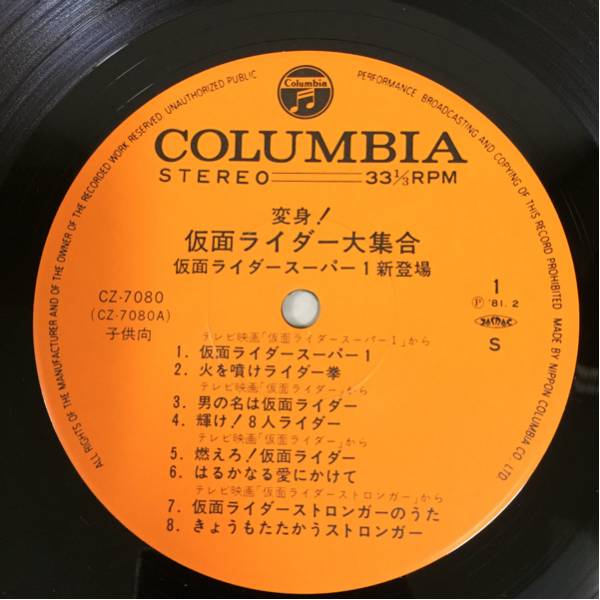 Columbia
COLUMBIA
STEREO 33 1/3 RPM
変身!
仮面ライダー大集合
仮面ライダースーパー1新登場
CZ-7080
(CZ-7080A)
子供向
1
Ⓟ '81. 2
JASRAC
S
テレビ映画「仮面ライダースーパー1」から
1. 仮面ライダースーパー1
2. 火を噴けライダー拳
テレビ映画「仮面ライダー」から
3. 男の名は仮面ライダー
4. 輝け!8人ライダー
テレビ映画「仮面ライダー」から
5. 燃えろ!仮面ライダー
6. はるかなる愛にかけて
テレビ映画「仮面ライダーストロンガー」から
7. 仮面ライダーストロンガーのうた
8. きょうもたたかうストロンガー
ALL RIGHTS OF THE MANUFACTURER AND OF THE OWNER OF THE RECORDED WORK RESERVED. UNAUTHORIZED PUBLIC PERFORMANCE, BROADCASTING AND COPYING OF THIS RECORD PROHIBITED MADE BY NIPPON COLUMBIA CO. LTD.